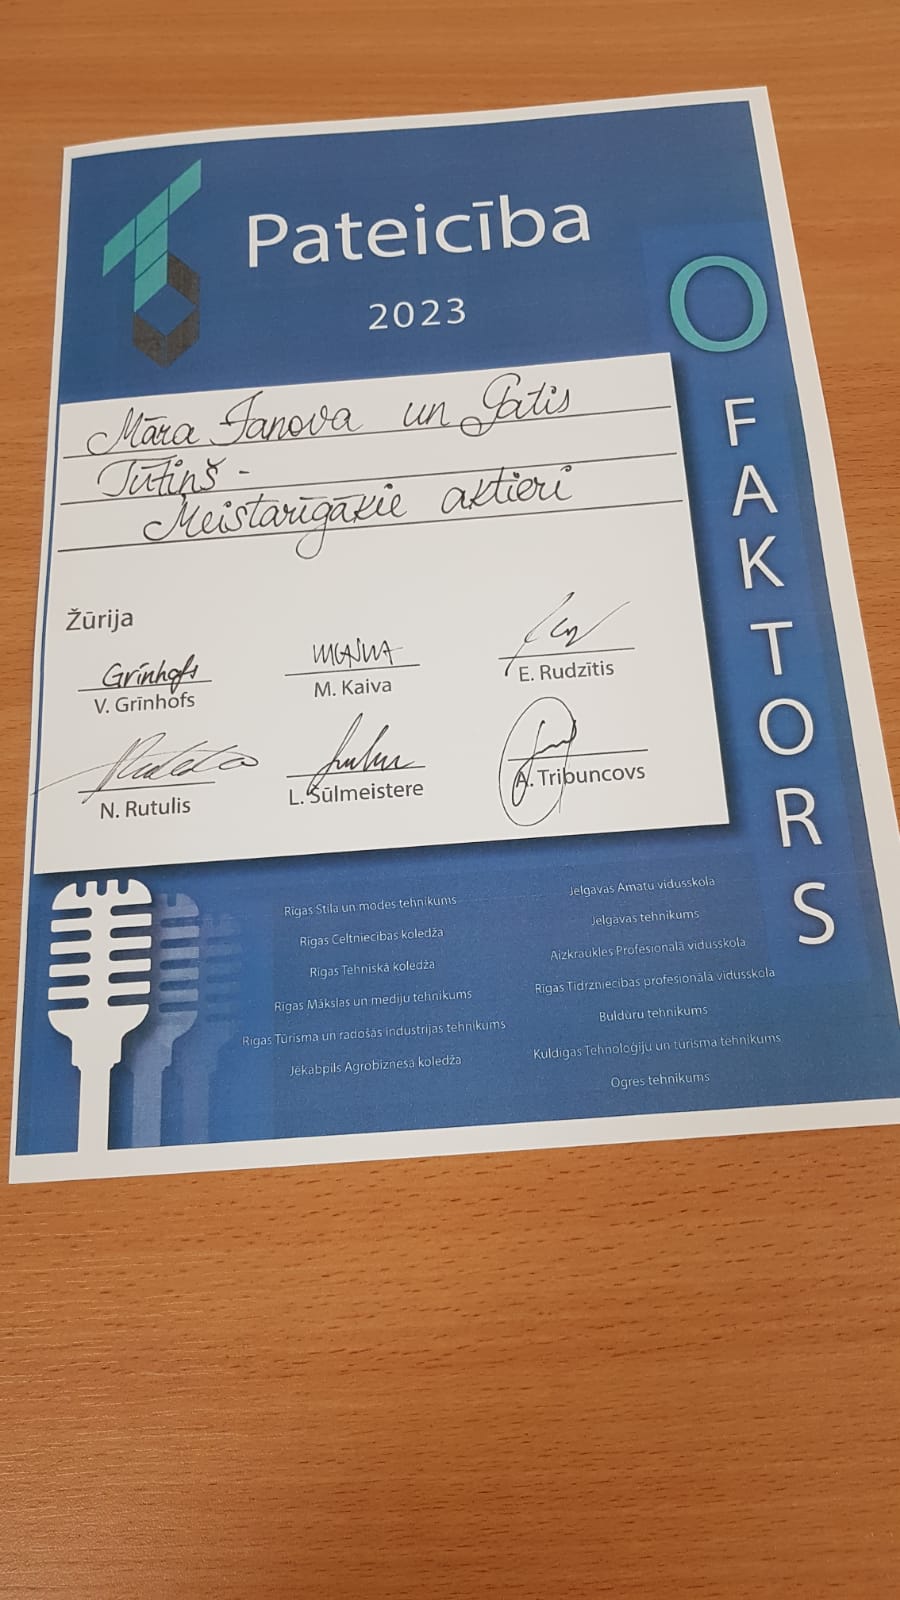 Pateicība
2023
O FAKTORS
Māra Janova un Gatis
Tūtiņš -
Meistarīgākie aktieri
Žūrija
Grīnhofs
V. Grīnhofs
M. Kaiva
E. Rudzītis
N. Rutulis
L. Sūlmeistere
A. Tribuncovs
Rīgas Stila un modes tehnikums
Rīgas Celtniecības koledža
Rīgas Tehniskā koledža
Rīgas Mākslas un mediju tehnikums
Rīgas Tūrisma un radošās industrijas tehnikums
Jēkabpils Agrobiznesa koledža
Jelgavas Amatu vidusskola
Jelgavas tehnikums
Aizkraukles Profesionālā vidusskola
Rīgas Tidrzniecības profesionālā vidusskola
Bulduru tehnikums
Kuldīgas Tehnoloģiju un tūrisma tehnikums
Ogres tehnikums